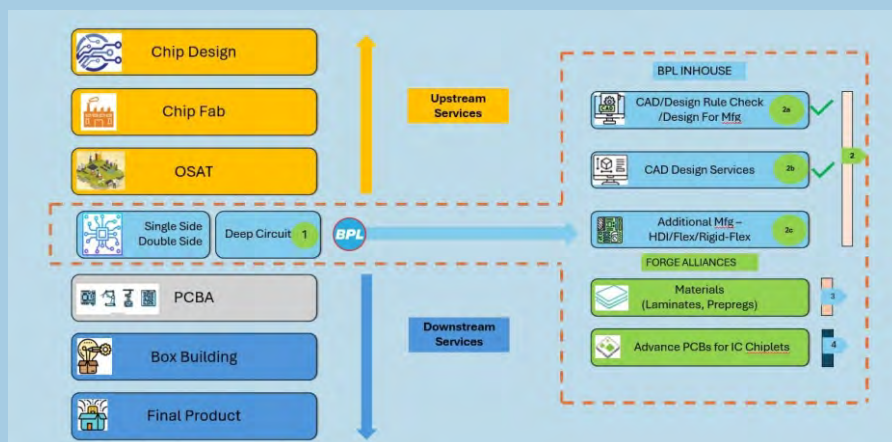 Chip Design
Chip Fab
OSAT
Single Side
Double Side
Deep Circuit
1
BPL
PCBA
Box Building
Final Product
Upstream
Services
Downstream
Services
BPL INHOUSE
CAD/Design Rule Check
/Design For Mfg
2a
CAD
CAD Design Services
2b
Additional Mfg –
HDI/Flex/Rigid-Flex
2c
2
FORGE ALLIANCES
Materials
(Laminates, Prepregs)
3
Advance PCBs for IC Chiplets
4